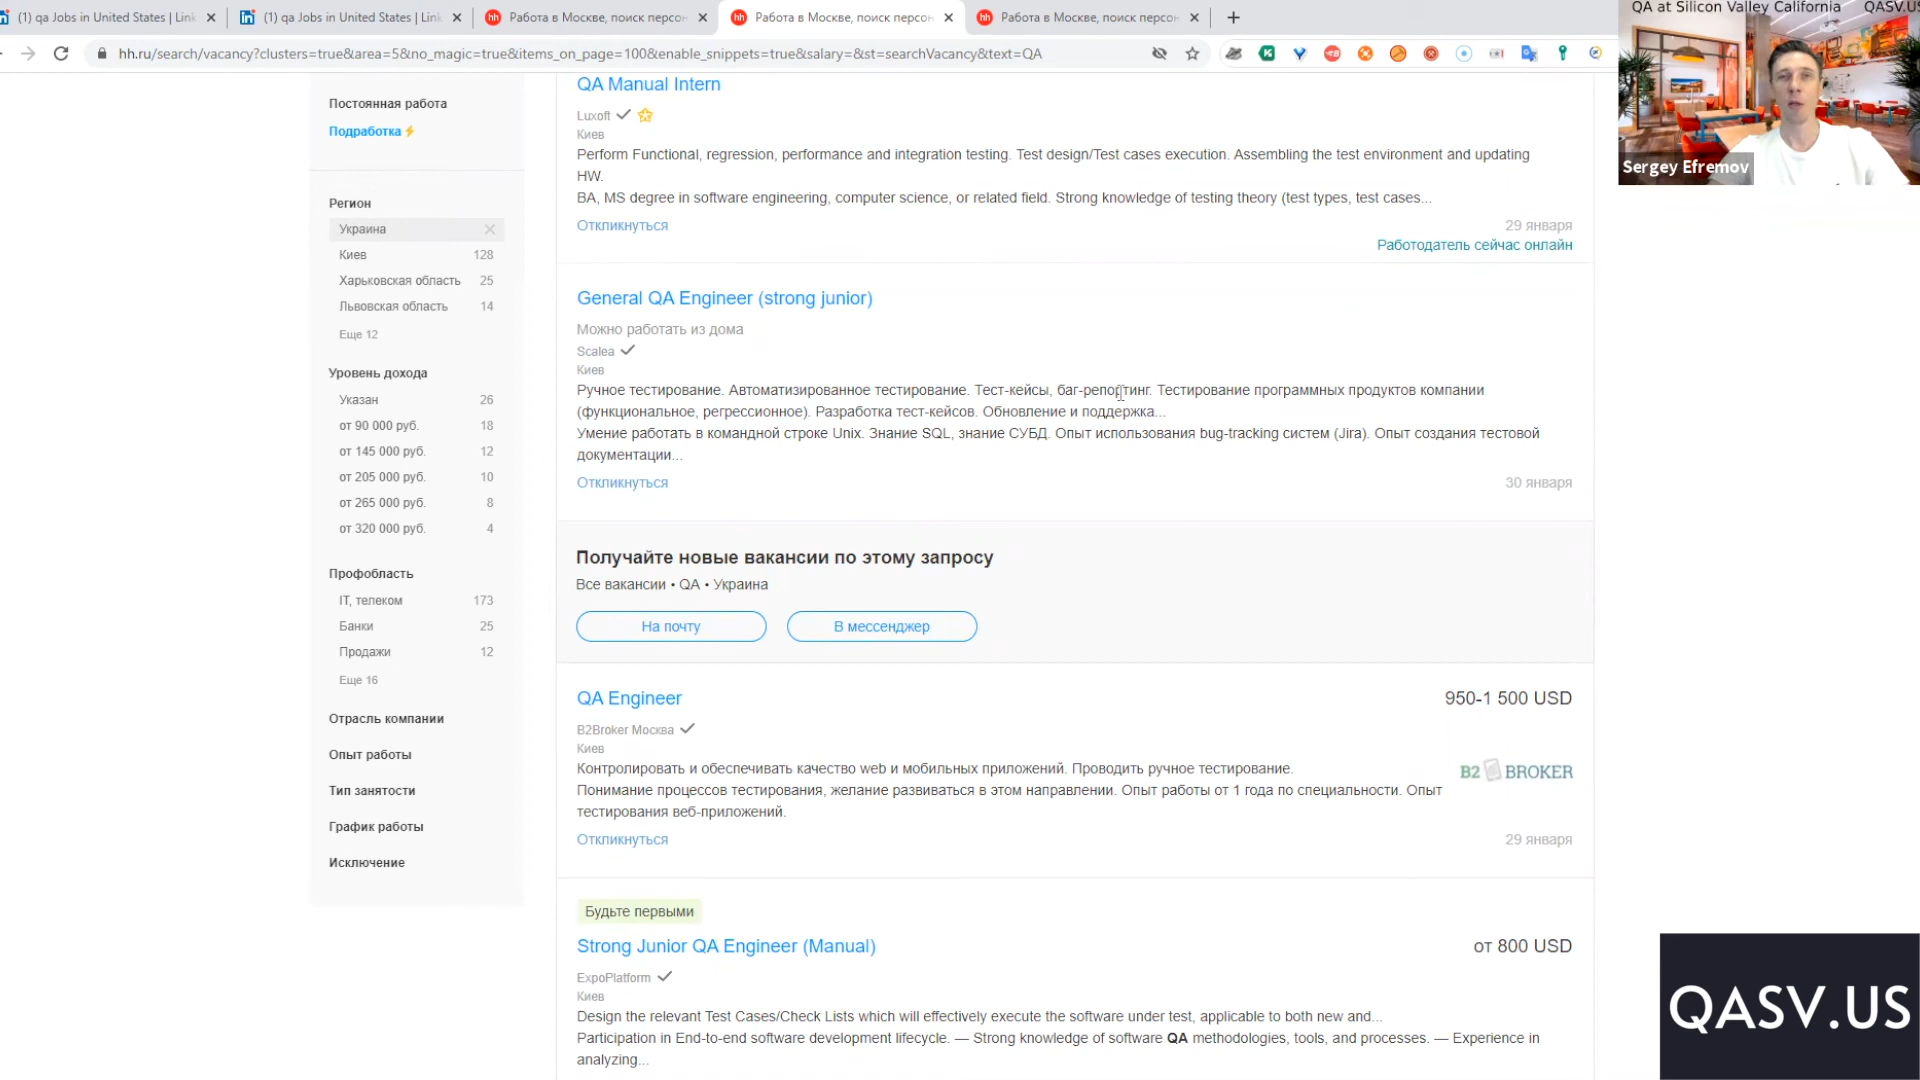 (1) qa Jobs in United States | Link
(1) qa Jobs in United States | Link
Работа в Москве, поиск персон
Работа в Москве, поиск персон
Работа в Москве, поиск персон
hh.ru/search/vacancy?clusters=true&area=5&no_magic=true&items_on_page=100&enable_snippets=true&salary=&st=searchVacancy&text=QA
QA at Silicon Valley California QASV.US
Sergey Efremov
Постоянная работа
Подработка
Регион
Украина
Киев 128
Харьковская область 25
Львовская область 14
Еще 12
Уровень дохода
Указан 26
от 90 000 руб. 18
от 145 000 руб. 12
от 205 000 руб. 10
от 265 000 руб. 8
от 320 000 руб. 4
Профобласть
IT, телеком 173
Банки 25
Продажи 12
Еще 16
Отрасль компании
Опыт работы
Тип занятости
График работы
Исключение
QA Manual Intern
Luxoft
Киев
Perform Functional, regression, performance and integration testing. Test design/Test cases execution. Assembling the test environment and updating
HW.
BA, MS degree in software engineering, computer science, or related field. Strong knowledge of testing theory (test types, test cases...
Откликнуться 29 января
Работодатель сейчас онлайн
General QA Engineer (strong junior)
Можно работать из дома
Scalea
Киев
Ручное тестирование. Автоматизированное тестирование. Тест-кейсы, баг-репортинг. Тестирование программных продуктов компании
(функциональное, регрессионное). Разработка тест-кейсов. Обновление и поддержка...
Умение работать в командной строке Unix. Знание SQL, знание СУБД. Опыт использования bug-tracking систем (Jira). Опыт создания тестовой
документации...
Откликнуться 30 января
Получайте новые вакансии по этому запросу
Все вакансии • QA • Украина
На почту В мессенджер
QA Engineer 950-1 500 USD
B2Broker Москва
Киев
Контролировать и обеспечивать качество web и мобильных приложений. Проводить ручное тестирование.
B2 BROKER
Понимание процессов тестирования, желание развиваться в этом направлении. Опыт работы от 1 года по специальности. Опыт
тестирования веб-приложений.
Откликнуться 29 января
Будьте первыми
Strong Junior QA Engineer (Manual) от 800 USD
ExpoPlatform
Киев
Design the relevant Test Cases/Check Lists which will effectively execute the software under test, applicable to both new and...
Participation in End-to-end software development lifecycle. — Strong knowledge of software QA methodologies, tools, and processes. — Experience in
analyzing...
QASV.US